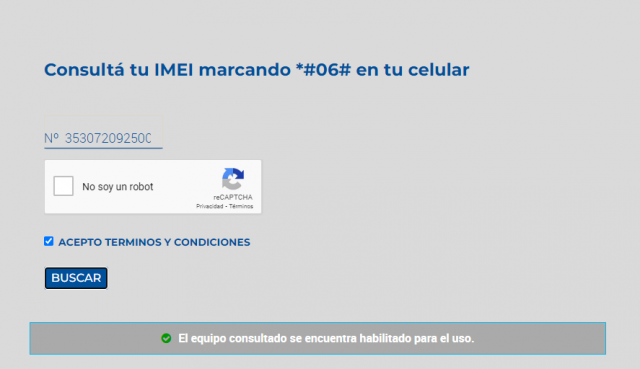 Consultá tu IMEI marcando *#06# en tu celular
Nº 353072092500
No soy un robot
reCAPTCHA
Privacidad - Términos
ACEPTO TERMINOS Y CONDICIONES
BUSCAR
El equipo consultado se encuentra habilitado para el uso.